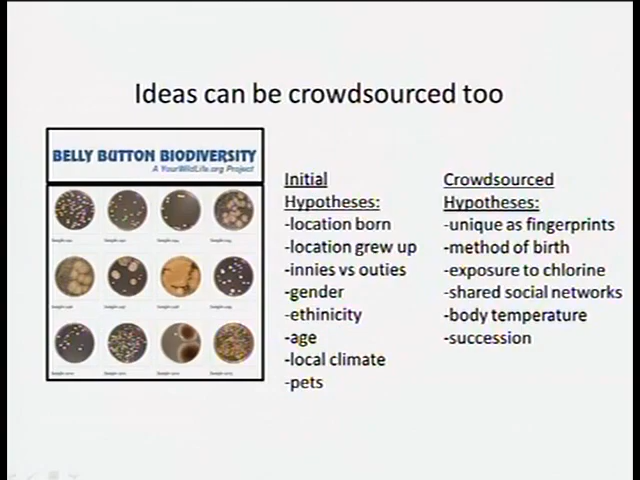 Ideas can be crowdsourced too
BELLY BUTTON BIODIVERSITY
A YourWildLife.org Project
Initial
Hypotheses:
-location born
-location grew up
-innies vs outies
-gender
-ethinicity
-age
-local climate
-pets
Crowdsourced
Hypotheses:
-unique as fingerprints
-method of birth
-exposure to chlorine
-shared social networks
-body temperature
-succession